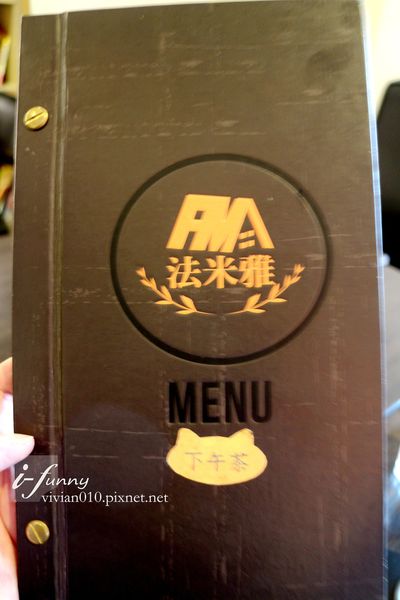 FMA
法米雅
MENU
下午茶
i-funny
vivian010.pixnet.net